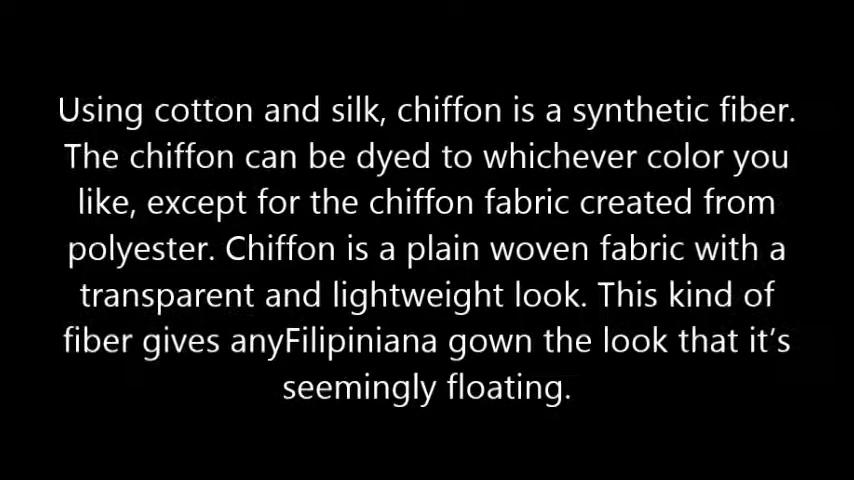 Using cotton and silk, chiffon is a synthetic fiber.
The chiffon can be dyed to whichever color you
like, except for the chiffon fabric created from
polyester. Chiffon is a plain woven fabric with a
transparent and lightweight look. This kind of
fiber gives anyFilipiniana gown the look that it’s
seemingly floating.